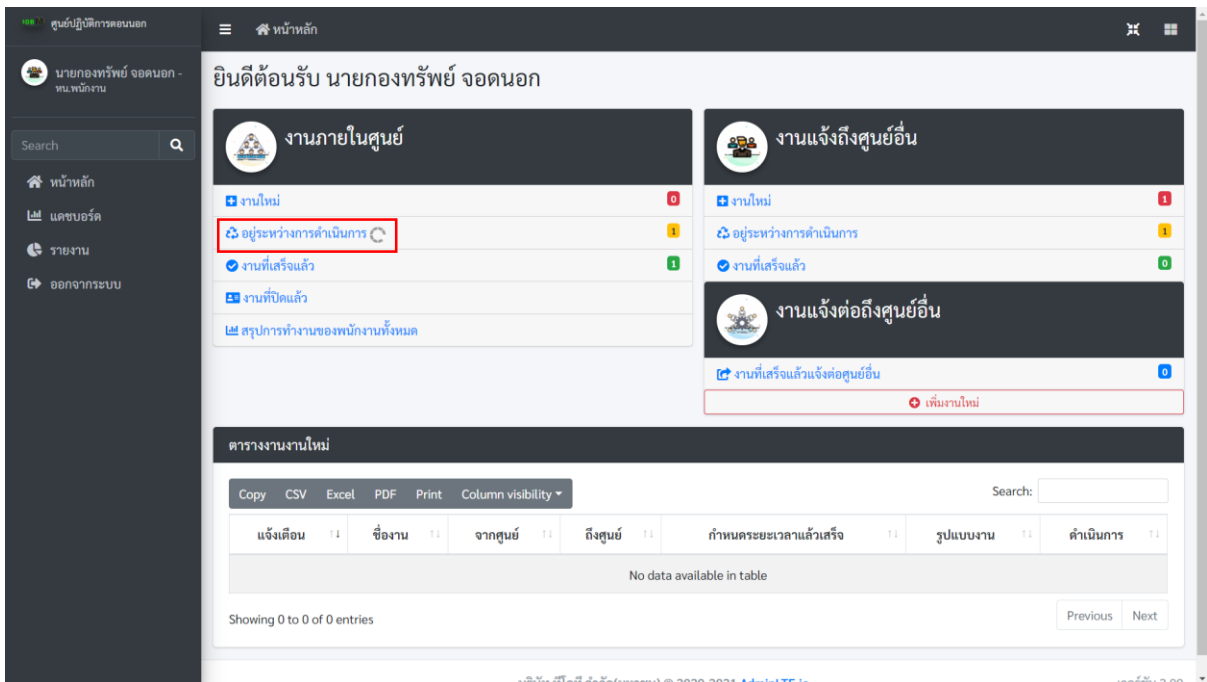 ศูนย์ปฏิบัติการตอนนอก
หน้าหลัก
นายกองทรัพย์ จอดนอก -
หน.พนักงาน
ยินดีต้อนรับ นายกองทรัพย์ จอดนอก
Search
หน้าหลัก
แดชบอร์ด
รายงาน
ออกจากระบบ
งานภายในศูนย์
งานใหม่ 0
อยู่ระหว่างการดำเนินการ 1
งานที่เสร็จแล้ว 1
งานที่ปิดแล้ว
สรุปการทำงานของพนักงานทั้งหมด
งานแจ้งถึงศูนย์อื่น
งานใหม่ 1
อยู่ระหว่างการดำเนินการ 1
งานที่เสร็จแล้ว 0
งานแจ้งต่อถึงศูนย์อื่น
งานที่เสร็จแล้วแจ้งต่อศูนย์อื่น 0
เพิ่มงานใหม่
ตารางงานงานใหม่
Copy CSV Excel PDF Print Column visibility
Search:
แจ้งเตือน ชื่องาน จากศูนย์ ถึงศูนย์ กำหนดระยะเวลาแล้วเสร็จ รูปแบบงาน ดำเนินการ
No data available in table
Showing 0 to 0 of 0 entries
Previous Next
2020-2021 AdminLTE.io